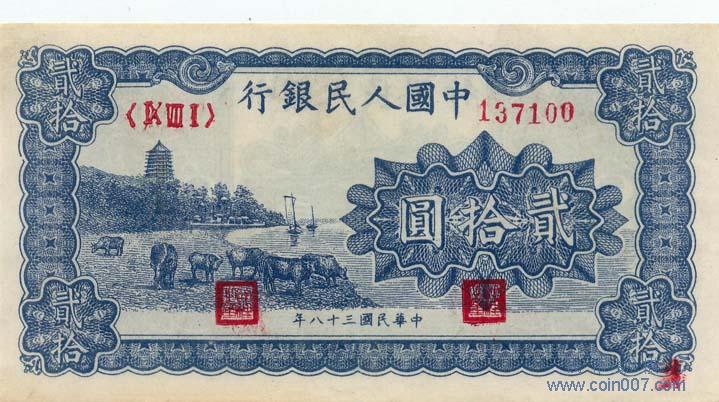 中國人民銀行
137100
貳拾
貳拾
貳拾圓
中華民國三十八年
貳拾
貳拾
www.coin007.com